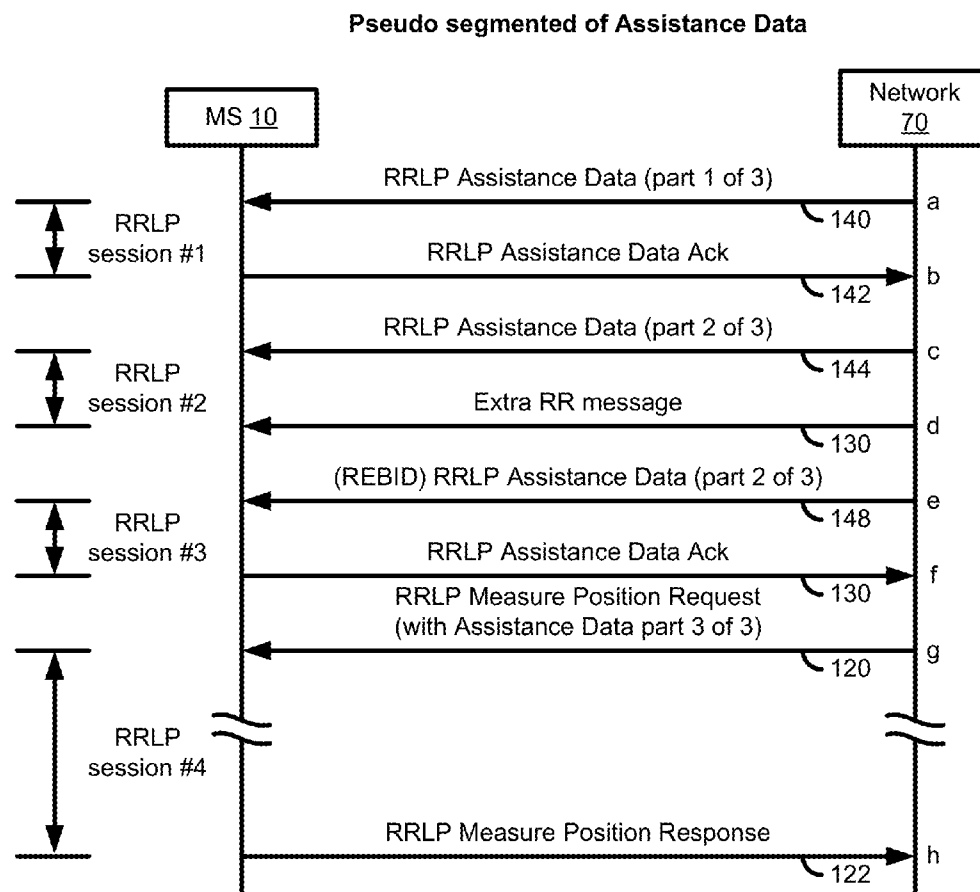 Pseudo segmented of Assistance Data
MS 10
Network
70
RRLP Assistance Data (part 1 of 3)
a
140
RRLP
session #1
RRLP Assistance Data Ack
b
142
RRLP Assistance Data (part 2 of 3)
c
144
RRLP
session #2
Extra RR message
d
130
(REBID) RRLP Assistance Data (part 2 of 3)
e
148
RRLP
session #3
RRLP Assistance Data Ack
f
130
RRLP Measure Position Request
(with Assistance Data part 3 of 3)
g
120
RRLP
session #4
RRLP Measure Position Response
h
122